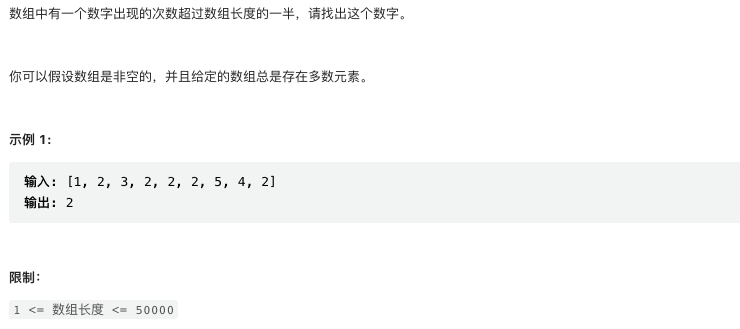 数组中有一个数字出现的次数超过数组长度的一半，请找出这个数字。
你可以假设数组是非空的，并且给定的数组总是存在多数元素。
示例 1:
输入: [1, 2, 3, 2, 2, 2, 5, 4, 2]
输出: 2
限制：
1 <= 数组长度 <= 50000